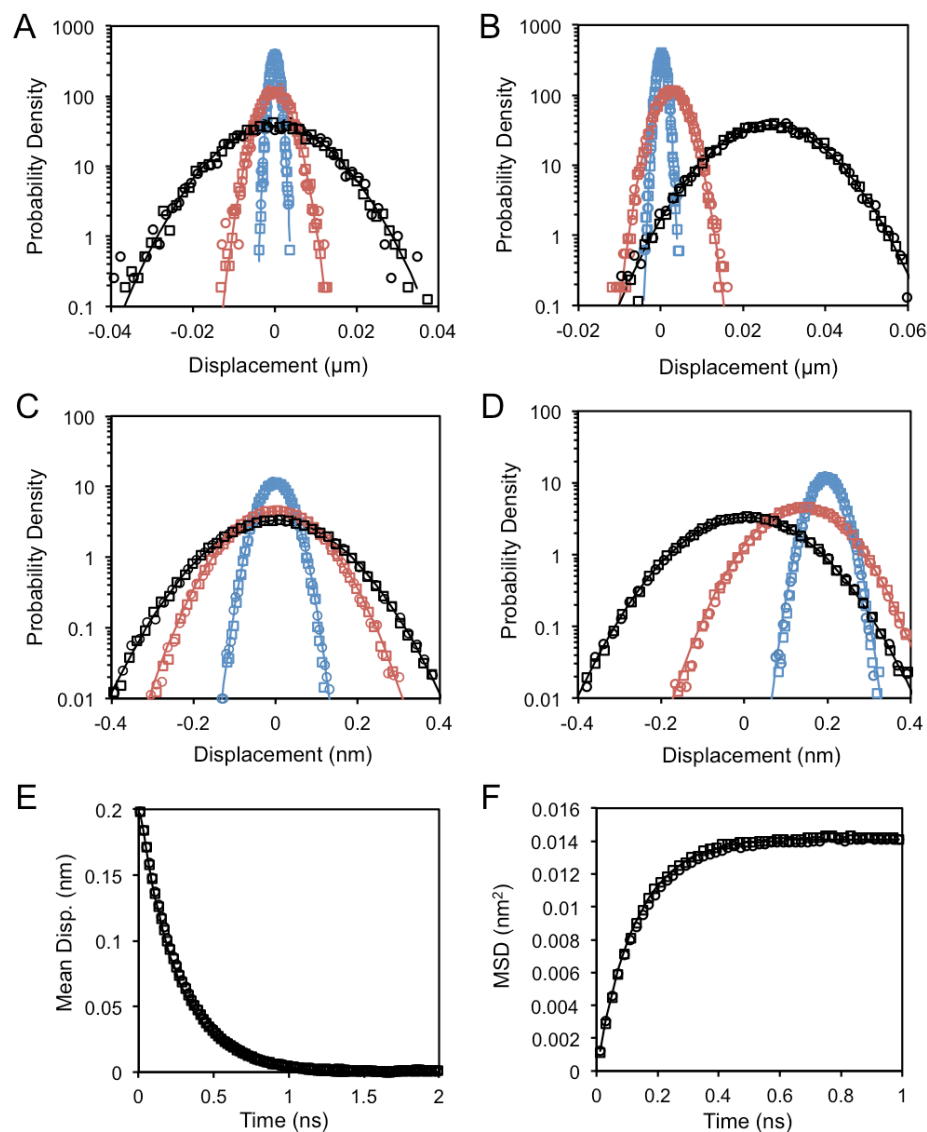 A
Probability Density
1000
100
10
1
0.1
-0.04 -0.02 0 0.02 0.04
Displacement (µm)
B
Probability Density
1000
100
10
1
0.1
-0.02 0 0.02 0.04 0.06
Displacement (µm)
C
Probability Density
100
10
1
0.1
0.01
-0.4 -0.2 0 0.2 0.4
Displacement (nm)
D
Probability Density
100
10
1
0.1
0.01
-0.4 -0.2 0 0.2 0.4
Displacement (nm)
E
Mean Disp. (nm)
0.2
0.15
0.1
0.05
0
0 0.5 1 1.5 2
Time (ns)
F
MSD (nm²)
0.016
0.014
0.012
0.01
0.008
0.006
0.004
0.002
0
0 0.2 0.4 0.6 0.8 1
Time (ns)